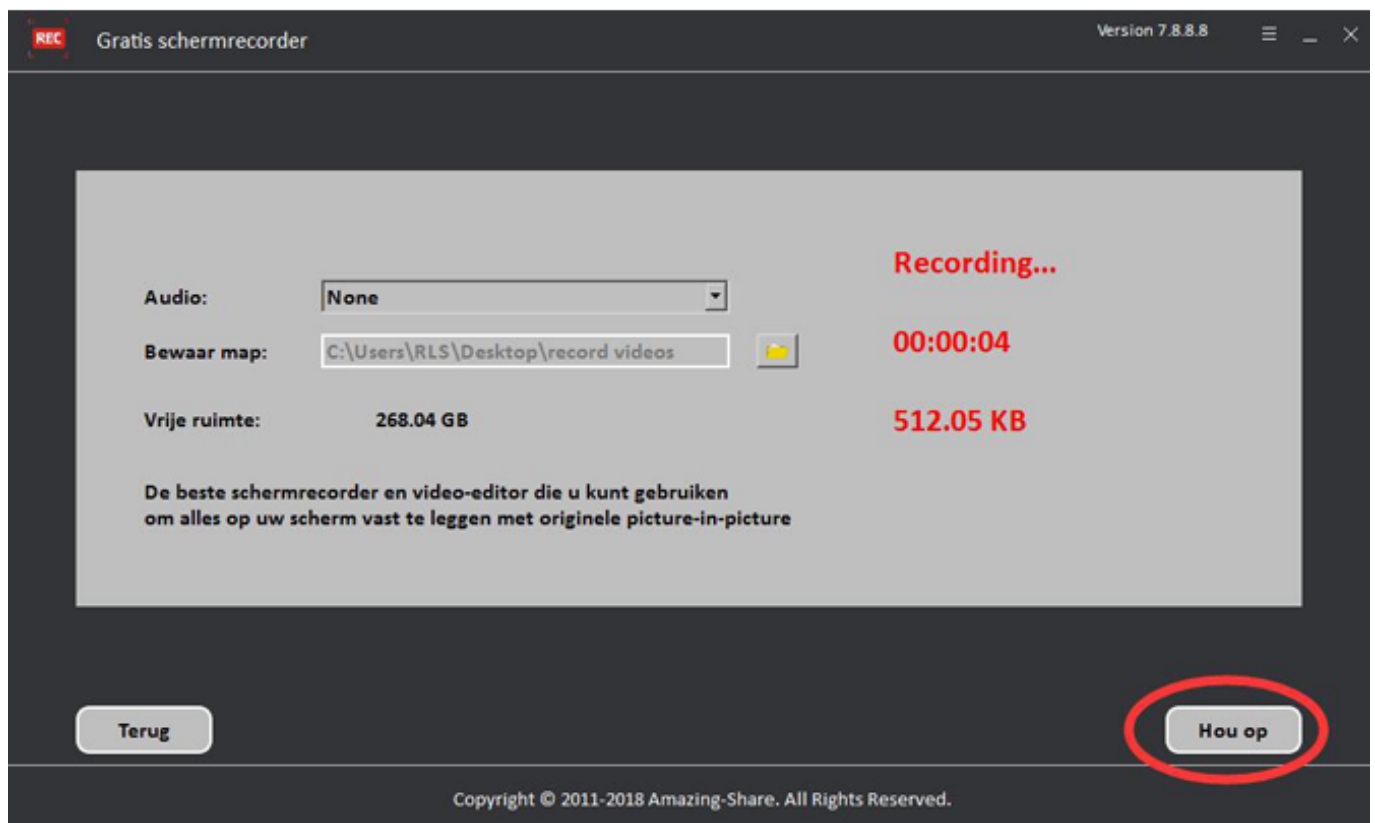 REC
Gratis schermrecorder
Version 7.8.8.8
Recording...
Audio: None
00:00:04
Bewaar map: C:\Users\RLS\Desktop\record videos
Vrije ruimte: 268.04 GB
512.05 KB
De beste schermrecorder en video-editor die u kunt gebruiken
om alles op uw scherm vast te leggen met originele picture-in-picture
Terug
Hou op
Copyright © 2011-2018 Amazing-Share. All Rights Reserved.